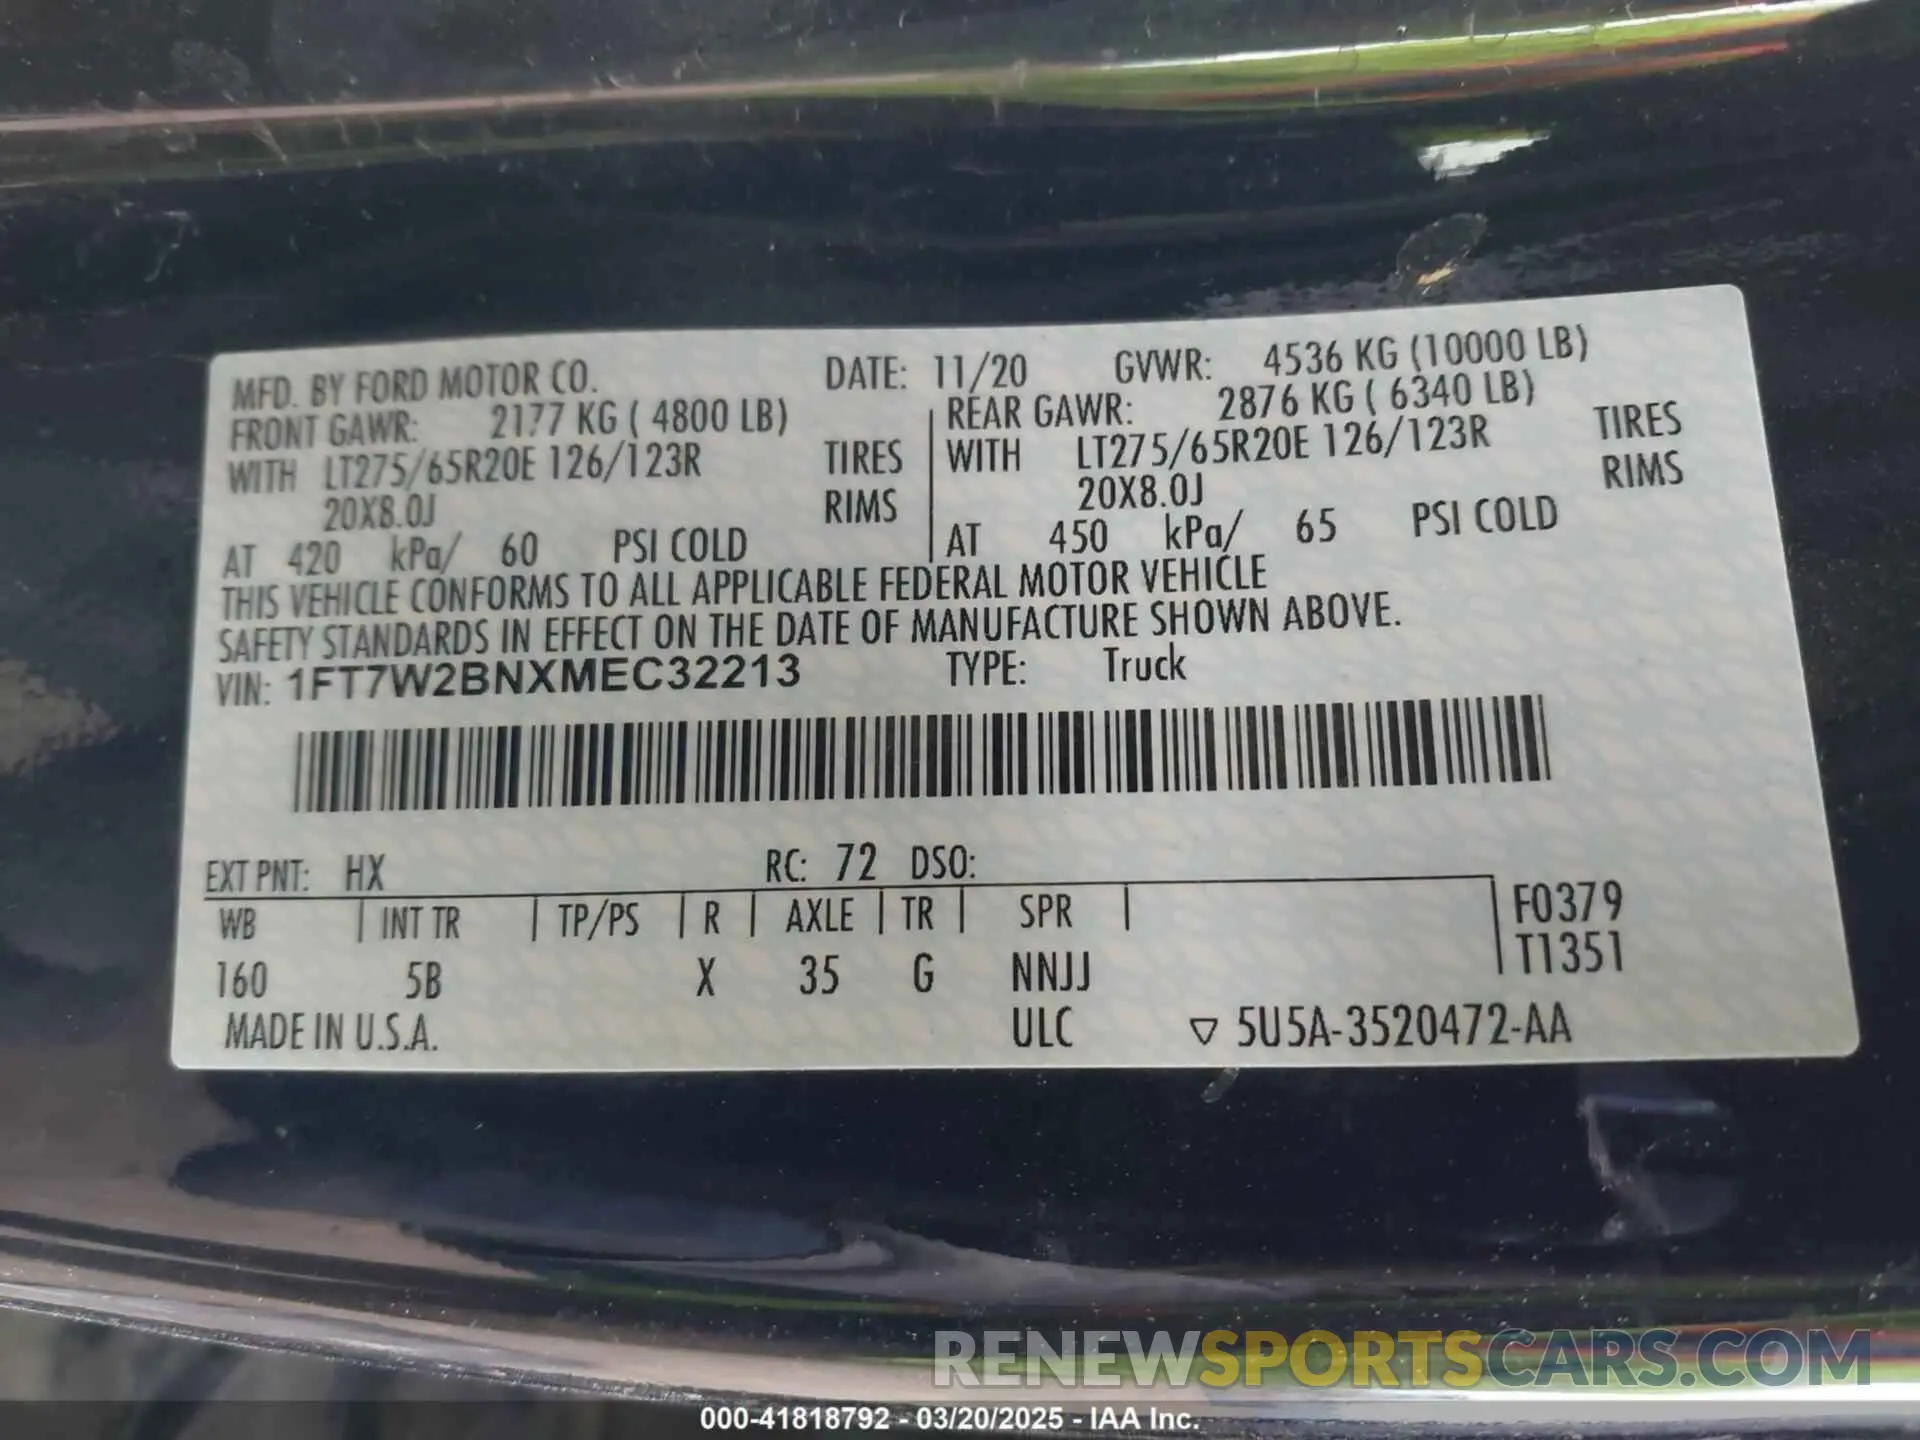 MFD. BY FORD MOTOR CO. DATE: 11/20 GVWR: 4536 KG (10000 LB)
FRONT GAWR: 2177 KG ( 4800 LB) REAR GAWR: 2876 KG ( 6340 LB)
WITH LT275/65R20E 126/123R TIRES WITH LT275/65R20E 126/123R TIRES
20X8.0J RIMS 20X8.0J RIMS
AT 420 kPa/ 60 PSI COLD AT 450 kPa/ 65 PSI COLD
THIS VEHICLE CONFORMS TO ALL APPLICABLE FEDERAL MOTOR VEHICLE
SAFETY STANDARDS IN EFFECT ON THE DATE OF MANUFACTURE SHOWN ABOVE.
VIN: 1FT7W2BNXMEC32213 TYPE: Truck
EXT PNT: HX RC: 72 DSO:
WB INT TR TP/PS R AXLE TR SPR F0379
T1351
160 5B X 35 G NNJJ
MADE IN U.S.A. ULC ▽ 5U5A-3520472-AA
RENEWSPORTSCARS.COM
000-41818792 - 03/20/2025 - IAA Inc.